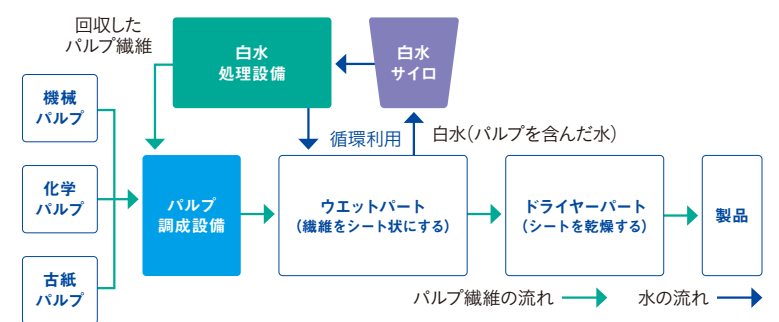 回収した
パルプ繊維
白水
処理設備
白水
サイロ
機械
パルプ
循環利用
白水(パルプを含んだ水)
化学
パルプ
パルプ
調成設備
ウエットパート
(繊維をシート状にする)
ドライヤーパート
(シートを乾燥する)
製品
古紙
パルプ
パルプ繊維の流れ
水の流れ